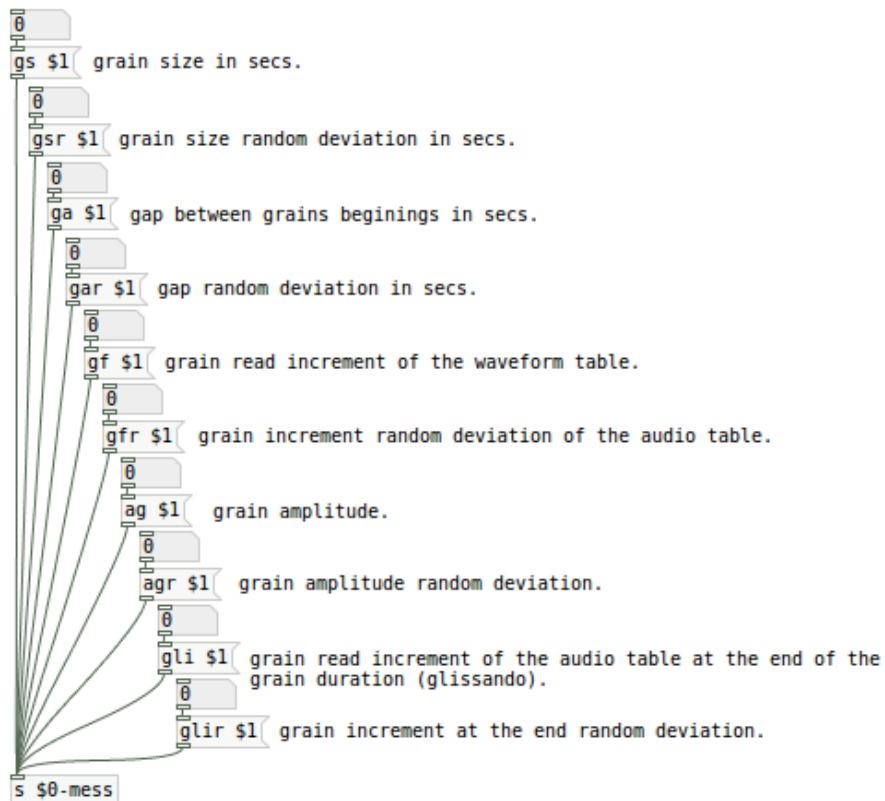 0
gs $1 grain size in secs.
0
gsr $1 grain size random deviation in secs.
0
ga $1 gap between grains beginings in secs.
0
gar $1 gap random deviation in secs.
0
gf $1 grain read increment of the waveform table.
0
gfr $1 grain increment random deviation of the audio table.
0
ag $1 grain amplitude.
0
agr $1 grain amplitude random deviation.
0
gli $1 grain read increment of the audio table at the end of the
grain duration (glissando).
0
glir $1 grain increment at the end random deviation.
s $0-mess